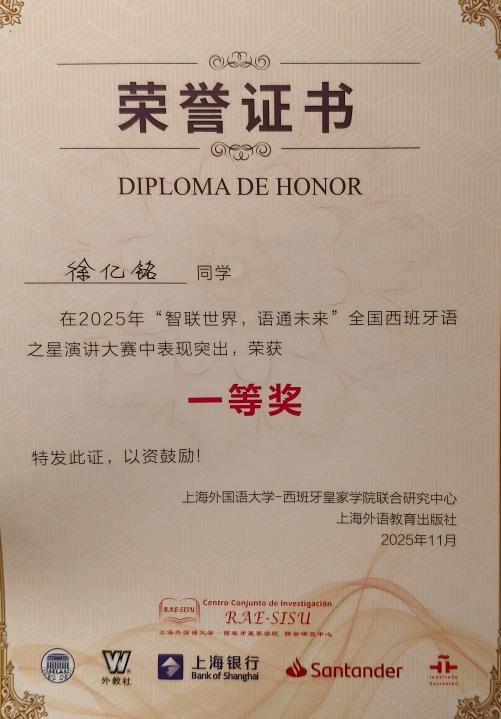 荣誉证书
DIPLOMA DE HONOR
徐亿铭 同学
在2025年“智联世界，语通未来”全国西班牙语
之星演讲大赛中表现突出，荣获
一等奖
特发此证，以资鼓励！
上海外国语大学-西班牙皇家学院联合研究中心
上海外语教育出版社
2025年11月
RAE-SISU
Centro Conjunto de Investigación
RAE-SISU
上海外国语大学-西班牙皇家学院 联合研究中心
外教社
上海银行
Bank of Shanghai
Santander
Instituto
Cervantes